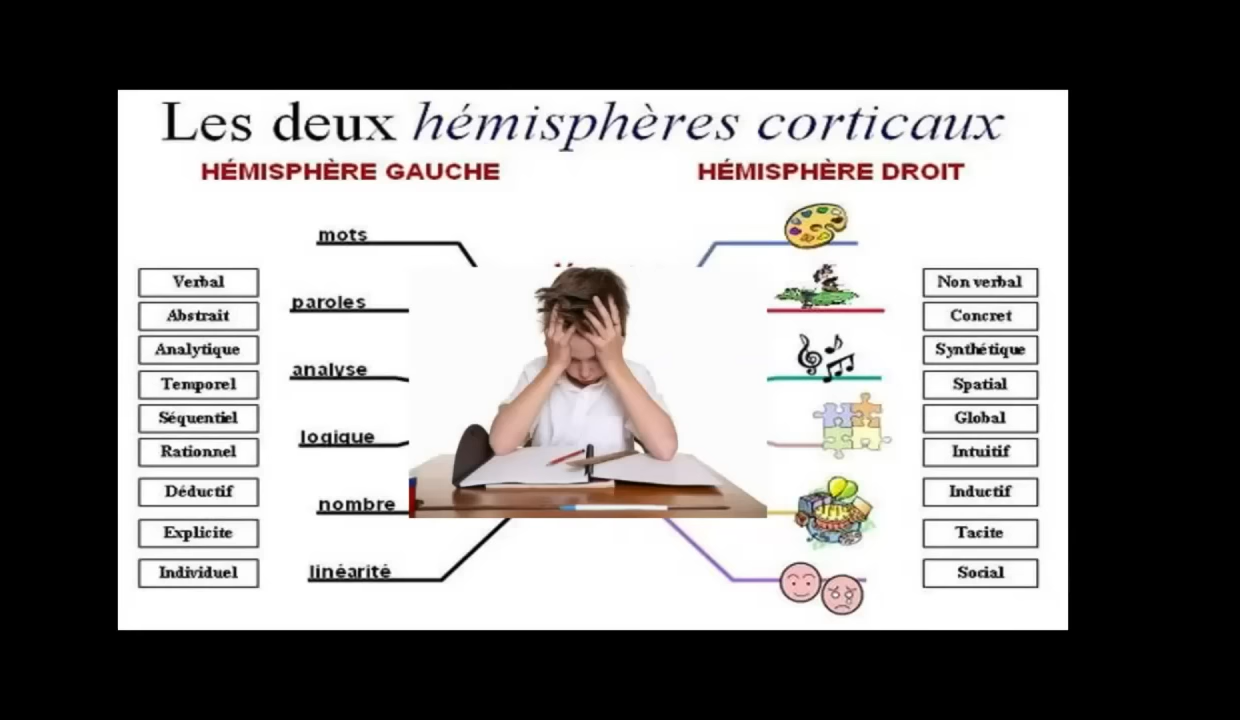 Les deux hémisphères corticaux
HÉMISPHÈRE GAUCHE
HÉMISPHÈRE DROIT
mots
paroles
analyse
logique
nombre
linéarité
Verbal
Abstrait
Analytique
Temporel
Séquentiel
Rationnel
Déductif
Explicite
Individuel
Non verbal
Concret
Synthétique
Spatial
Global
Intuitif
Inductif
Tacite
Social